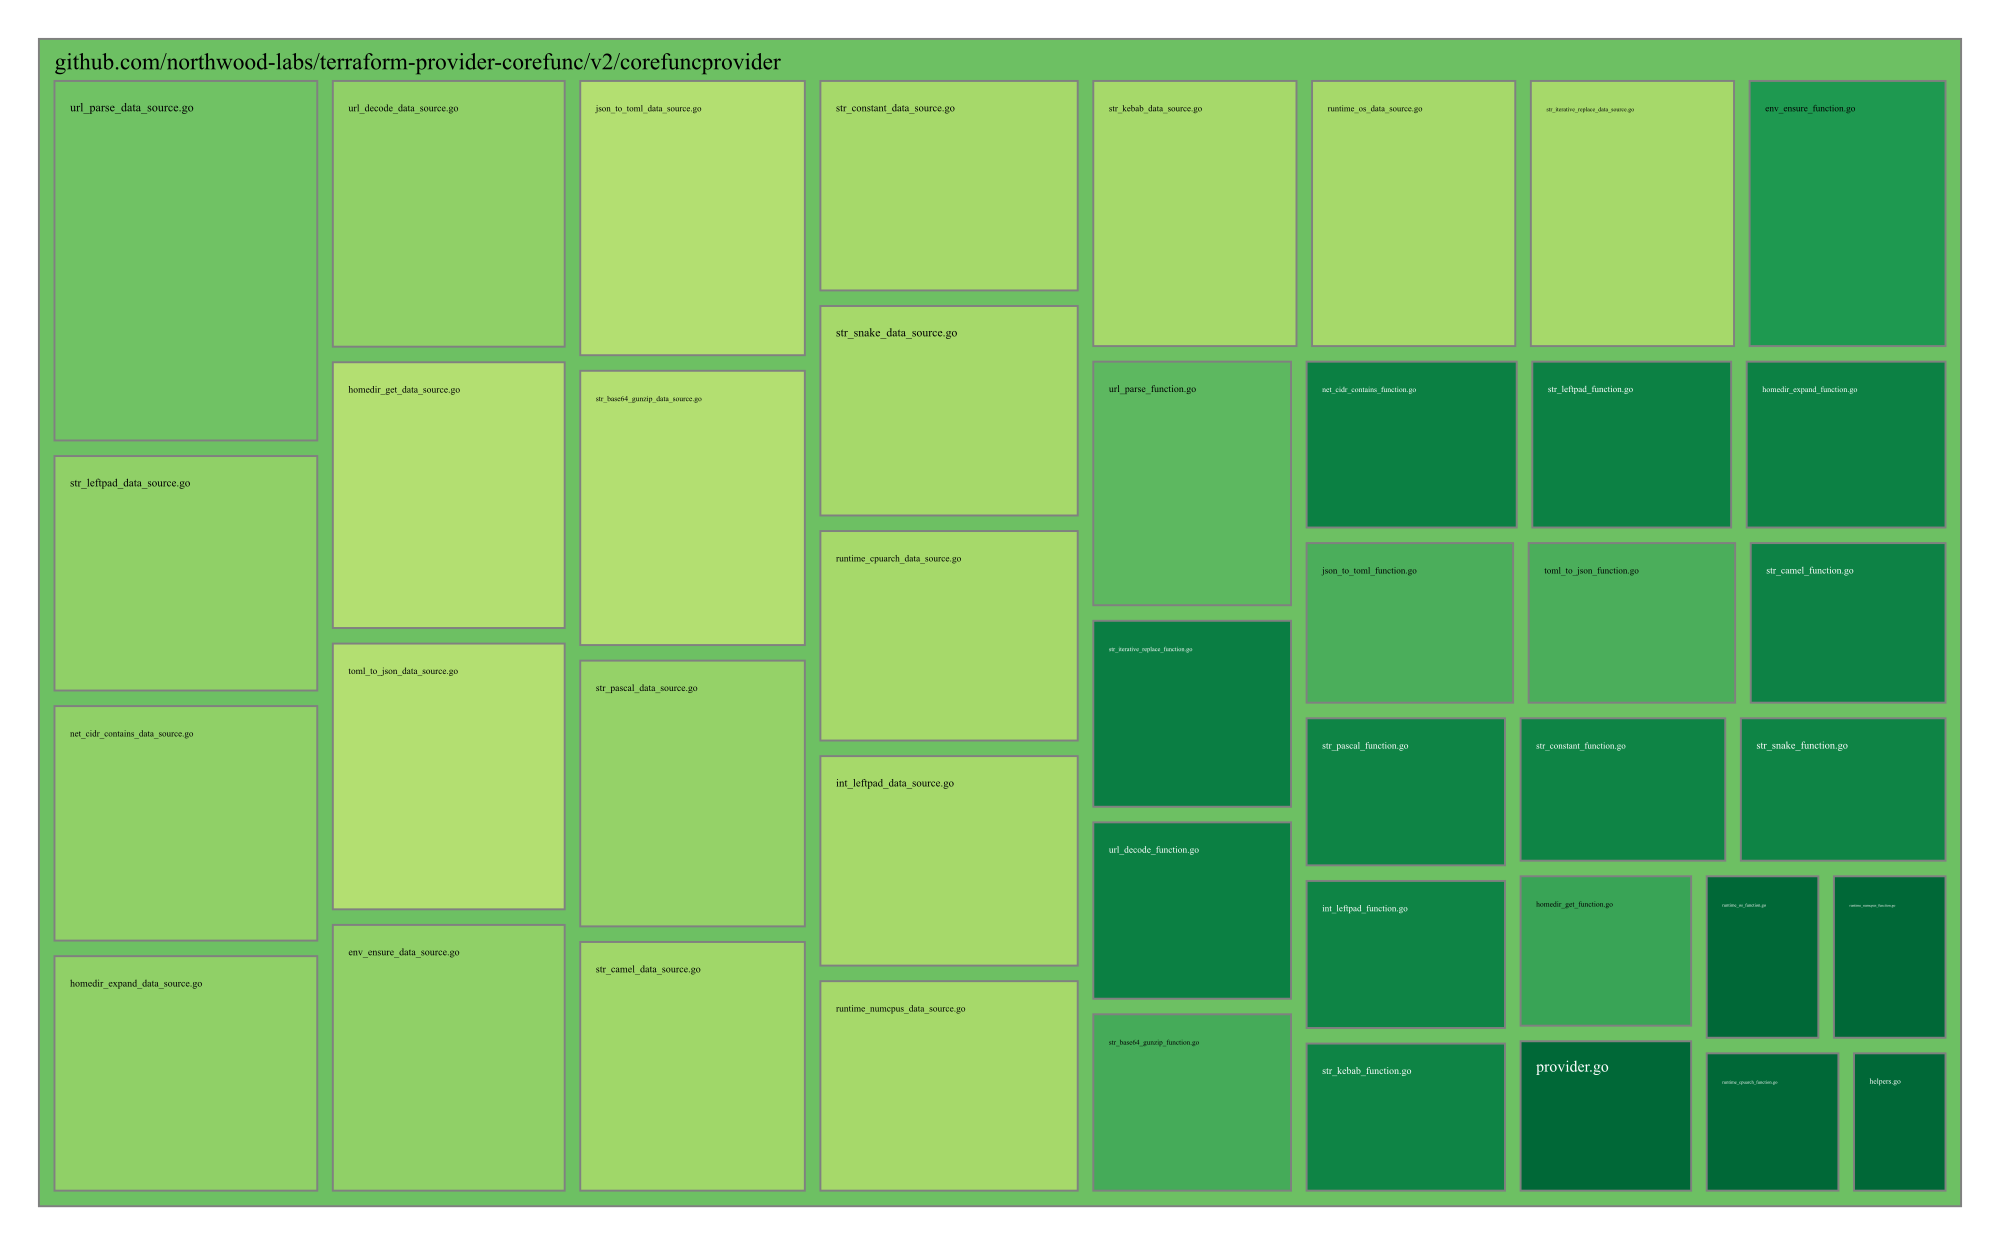 github.com/northwood-labs/terraform-provider-corefunc/v2/corefuncprovider
url_parse_data_source.go
str_leftpad_data_source.go
net_cidr_contains_data_source.go
homedir_expand_data_source.go
url_decode_data_source.go
homedir_get_data_source.go
toml_to_json_data_source.go
env_ensure_data_source.go
json_to_toml_data_source.go
str_base64_gunzip_data_source.go
str_pascal_data_source.go
str_camel_data_source.go
str_constant_data_source.go
str_snake_data_source.go
runtime_cpuarch_data_source.go
int_leftpad_data_source.go
runtime_numcpus_data_source.go
str_kebab_data_source.go
runtime_os_data_source.go
str_iterative_replace_data_source.go
env_ensure_function.go
url_parse_function.go
str_iterative_replace_function.go
url_decode_function.go
str_base64_gunzip_function.go
net_cidr_contains_function.go
str_leftpad_function.go
homedir_expand_function.go
json_to_toml_function.go
toml_to_json_function.go
str_camel_function.go
str_pascal_function.go
str_constant_function.go
str_snake_function.go
int_leftpad_function.go
str_kebab_function.go
homedir_get_function.go
provider.go
runtime_os_function.go
runtime_numcpus_function.go
runtime_cpuarch_function.go
helpers.go